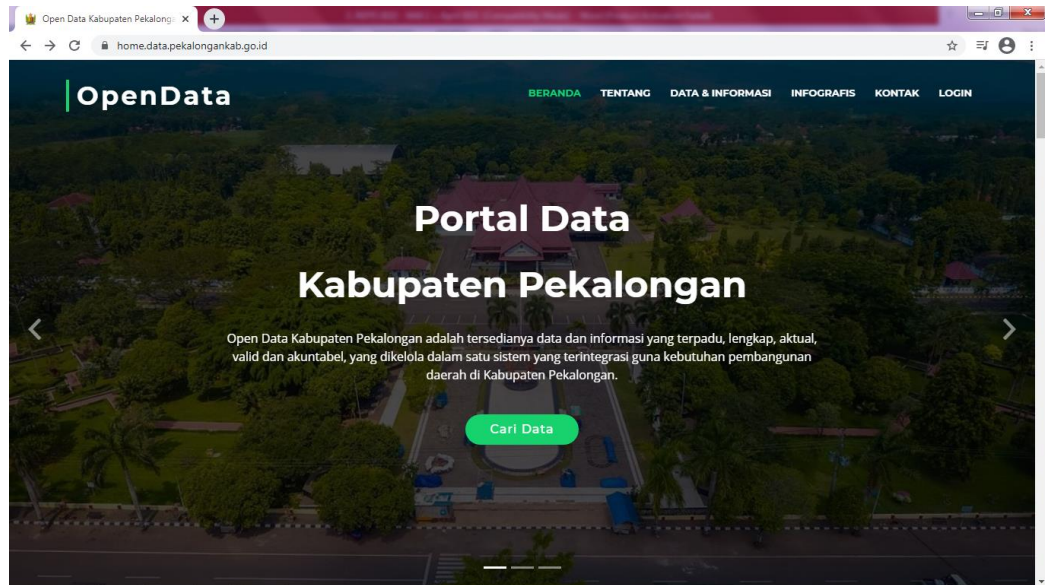 Open Data Kabupaten Pekalong
home.data.pekalongankab.go.id
OpenData
BERANDA TENTANG DATA & INFORMASI INFOGRAFIS KONTAK LOGIN
Portal Data
Kabupaten Pekalongan
Open Data Kabupaten Pekalongan adalah tersedianya data dan informasi yang terpadu, lengkap, aktual,
valid dan akuntabel, yang dikelola dalam satu sistem yang terintegrasi guna kebutuhan pembangunan
daerah di Kabupaten Pekalongan.
Cari Data